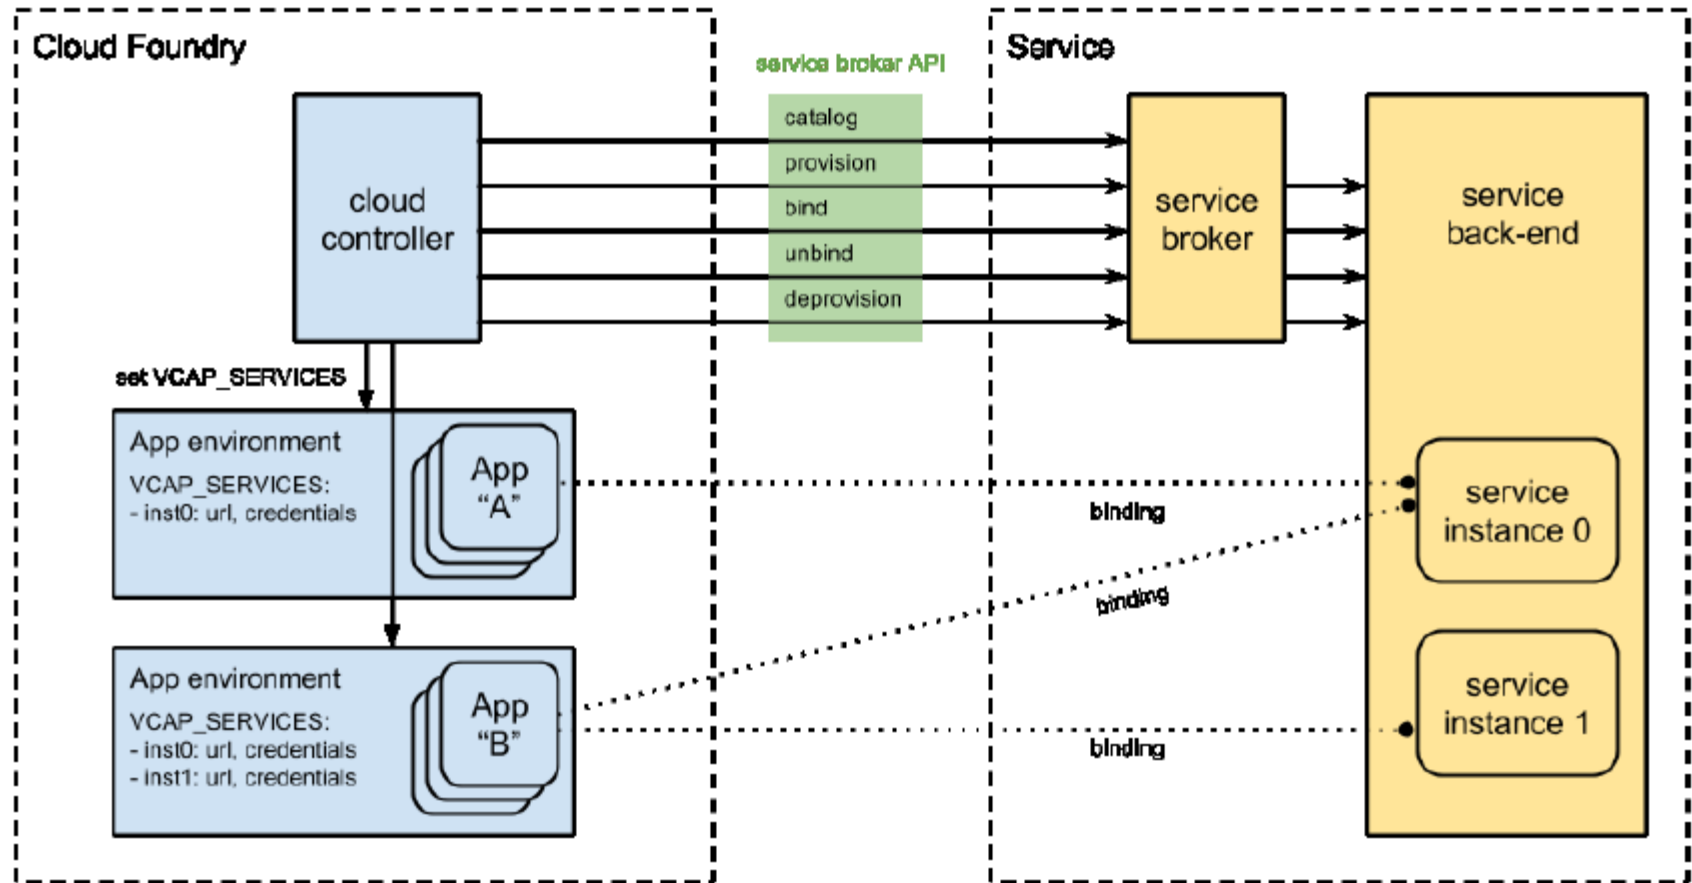 Cloud Foundry
service broker API
Service
catalog
provision
bind
unbind
deprovision
cloud
controller
service
broker
service
back-end
set VCAP_SERVICES
App environment
VCAP_SERVICES:
- inst0: url, credentials
App
“A”
binding
service
instance 0
binding
App environment
VCAP_SERVICES:
- inst0: url, credentials
- inst1: url, credentials
App
“B”
binding
service
instance 1